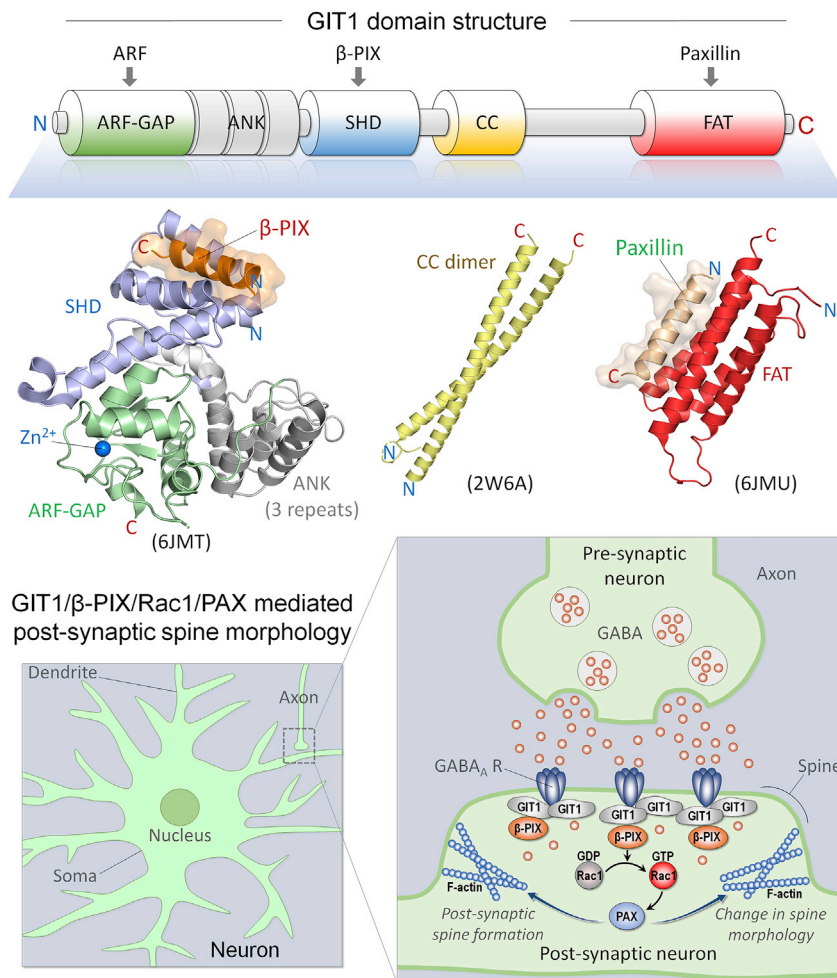 GIT1 domain structure
ARF
β-PIX
Paxillin
N
ARF-GAP
ANK
SHD
CC
FAT
C
β-PIX
C
N
SHD
N
Zn2+
ARF-GAP
C
ANK
(3 repeats)
(6JMT)
C
C
CC dimer
N
N
(2W6A)
C
Paxillin
N
N
C
FAT
(6JMU)
GIT1/β-PIX/Rac1/PAX mediated
post-synaptic spine morphology
Dendrite
Axon
Nucleus
Soma
Neuron
Pre-synaptic
neuron
Axon
GABA
GABAA R
Spine
GIT1
GIT1
GIT1
GIT1
GIT1
GIT1
β-PIX
β-PIX
β-PIX
GDP
GTP
Rac1
Rac1
F-actin
F-actin
PAX
Post-synaptic
spine formation
Change in spine
morphology
Post-synaptic neuron